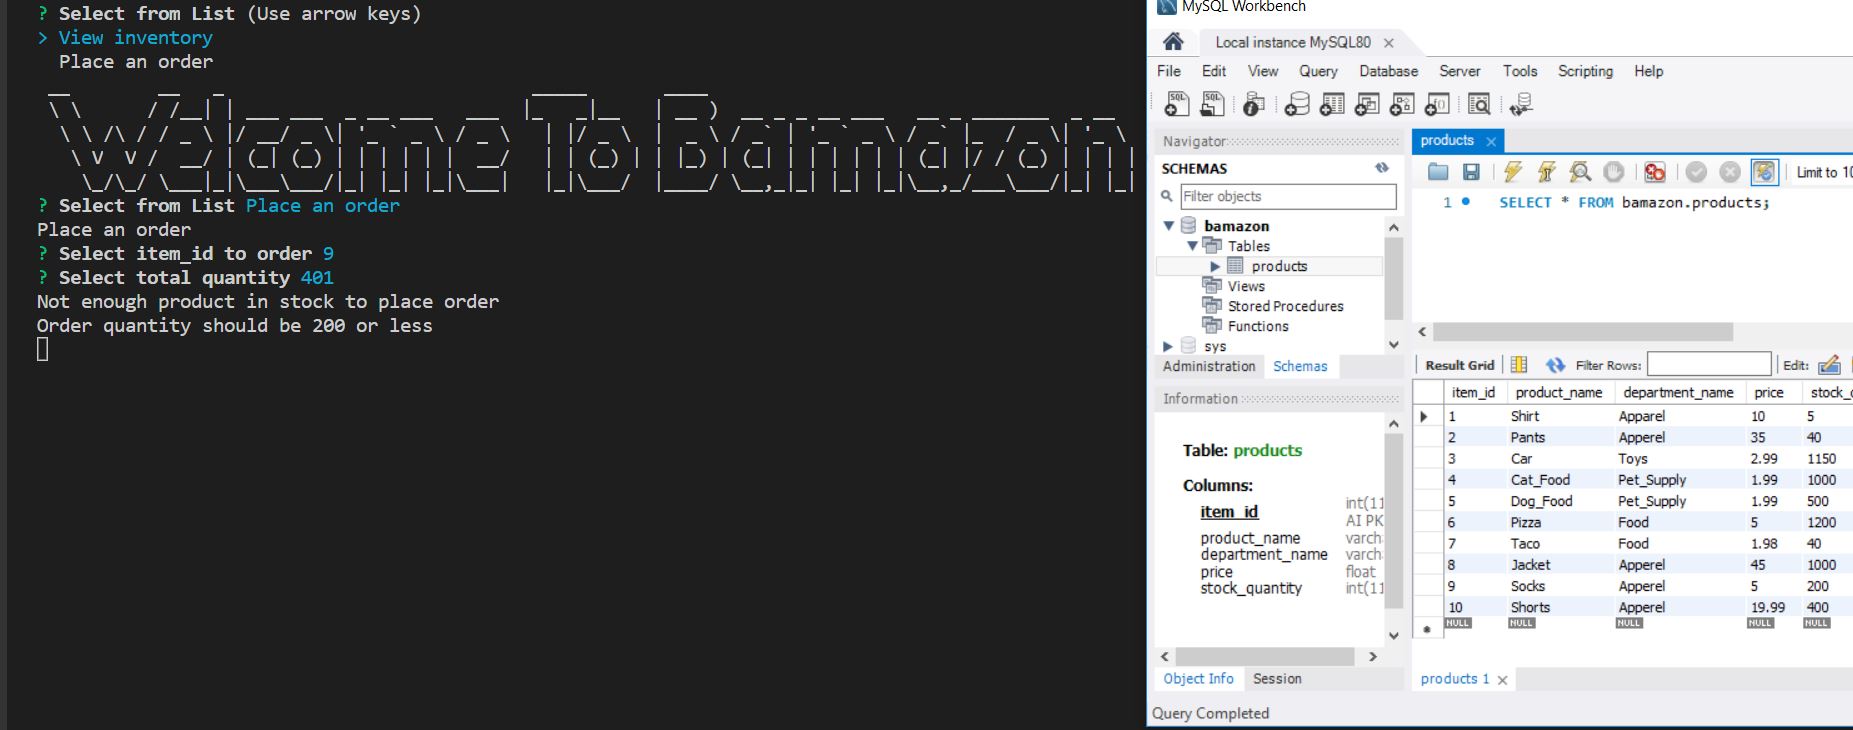 ? Select from List (Use arrow keys)
> View inventory
Place an order
Welcome To Bamazon
? Select from List Place an order
Place an order
? Select item_id to order 9
? Select total quantity 401
Not enough product in stock to place order
Order quantity should be 200 or less
MySQL Workbench
Local instance MySQL80
File Edit View Query Database Server Tools Scripting Help
Navigator
SCHEMAS
Filter objects
bamazon
Tables
products
Views
Stored Procedures
Functions
sys
Administration Schemas
Information
Table: products
Columns:
item_id int(11
AI PK
product_name varch
department_name varch
price float
stock_quantity int(11
Object Info Session
Query Completed
products
Limit to 10
1 SELECT * FROM bamazon.products;
Result Grid Filter Rows: Edit:
item_id product_name department_name price stock_q
1 Shirt Apparel 10 5
2 Pants Apperel 35 40
3 Car Toys 2.99 1150
4 Cat_Food Pet_Supply 1.99 1000
5 Dog_Food Pet_Supply 1.99 500
6 Pizza Food 5 1200
7 Taco Food 1.98 40
8 Jacket Apperel 45 1000
9 Socks Apperel 5 200
10 Shorts Apperel 19.99 400
NULL NULL NULL NULL NULL
products 1